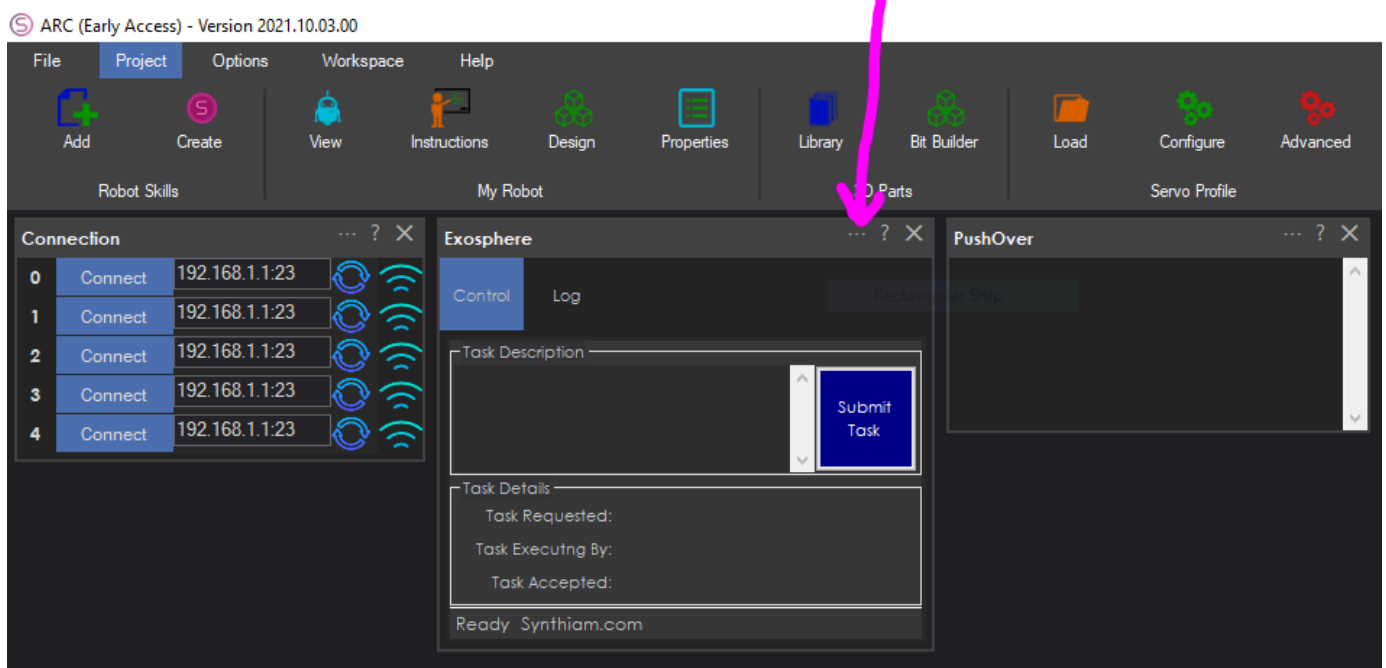 ARC (Early Access) - Version 2021.10.03.00
File Project Options Workspace Help
Add Create View Instructions Design Properties Library Bit Builder Load Configure Advanced
Robot Skills My Robot 3D Parts Servo Profile
Connection ... ? X
0 Connect 192.168.1.1:23
1 Connect 192.168.1.1:23
2 Connect 192.168.1.1:23
3 Connect 192.168.1.1:23
4 Connect 192.168.1.1:23
Exosphere ... ? X
Control Log
Task Description
Submit
Task
Task Details
Task Requested:
Task Executng By:
Task Accepted:
Ready Synthiam.com
PushOver ... ? X
Rectangular Snip